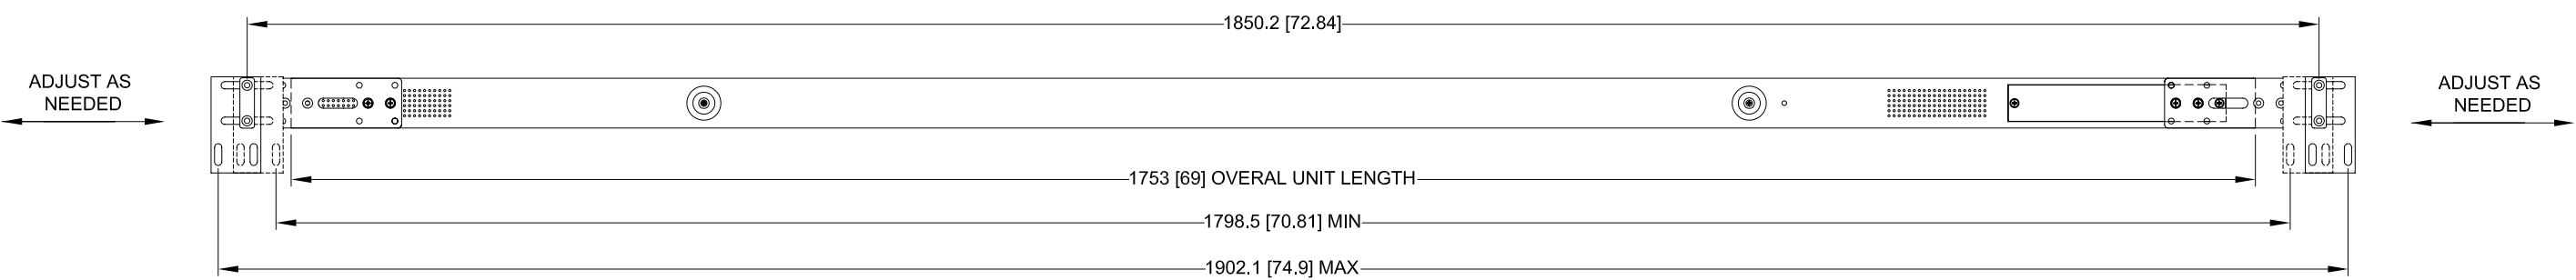 1850.2 [72.84]
ADJUST AS
NEEDED
ADJUST AS
NEEDED
1753 [69] OVERAL UNIT LENGTH
1798.5 [70.81] MIN
1902.1 [74.9] MAX